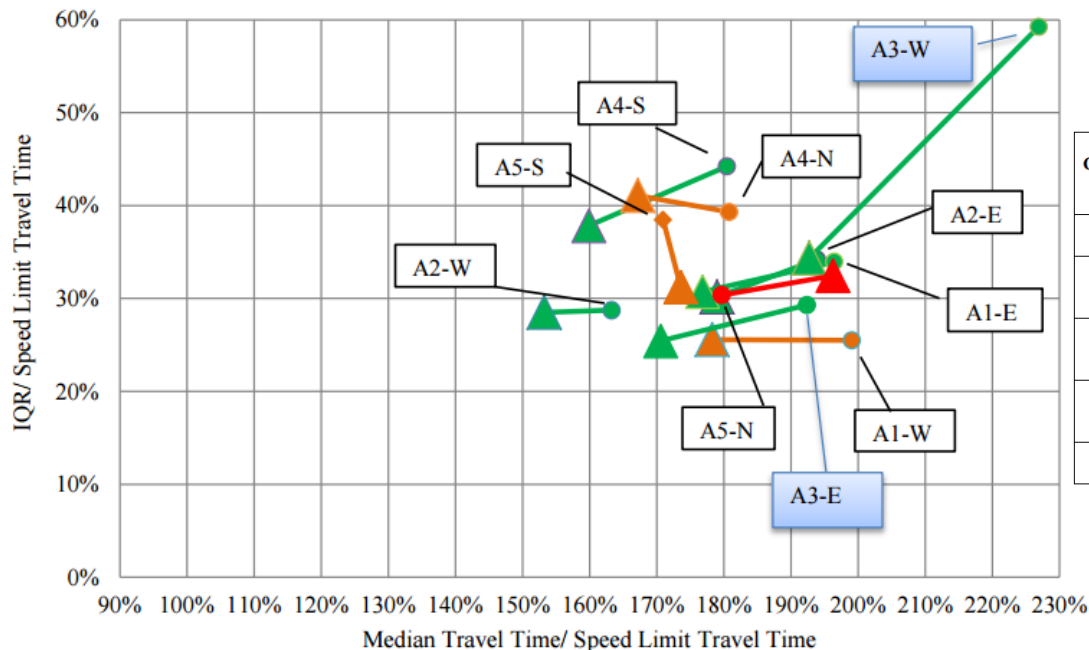 60%
A3-W
A4-S
50%
A4-N
A5-S
40%
A2-E
A2-W
30%
A1-E
20%
A5-N
A1-W
10%
A3-E
0%
90% 100% 110% 120% 130% 140% 150% 160% 170% 180% 190% 200% 210% 220% 230%
Median Travel Time/ Speed Limit Travel Time
IQR/ Speed Limit Travel Time